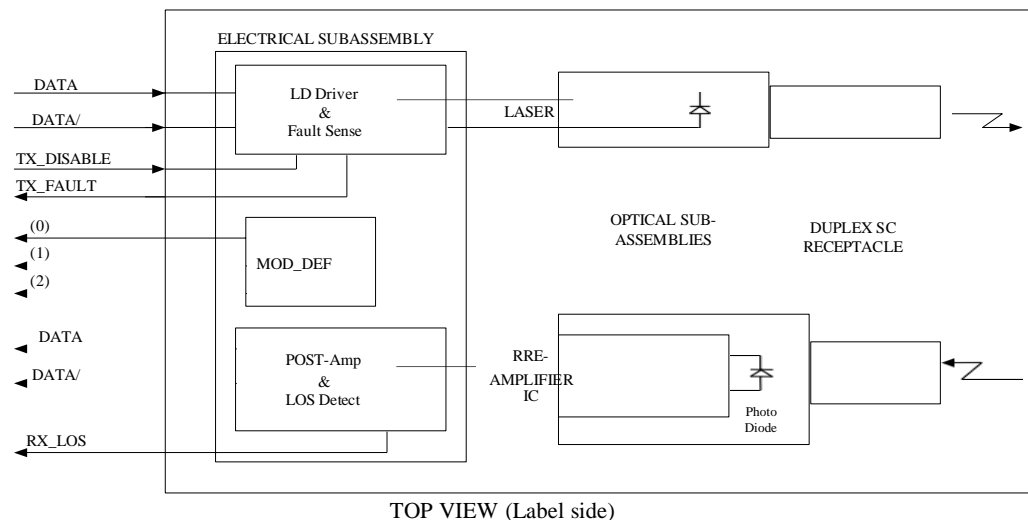 ELECTRICAL SUBASSEMBLY
DATA
DATA/
TX_DISABLE
TX_FAULT
LD Driver
&
Fault Sense
LASER
(0)
(1)
(2)
MOD_DEF
OPTICAL SUB-
ASSEMBLIES
DUPLEX SC
RECEPTACLE
DATA
DATA/
RX_LOS
POST-Amp
&
LOS Detect
RRE-
AMPLIFIER
IC
Photo
Diode
TOP VIEW (Label side)